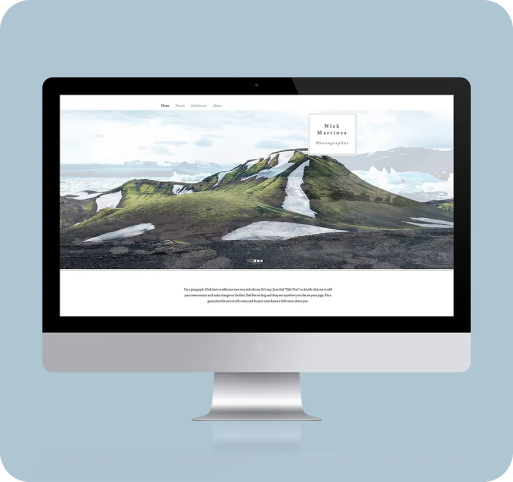 Home
Nick
Martinez
Photographer
I'm a paragraph. Click here to add your own text and edit me. It's easy. Just click "Edit Text" or double click me to add
your own content and make changes to the font. Feel free to drag and drop me anywhere you like on your page. I'm a
great place for you to tell a story and let your users know a little more about you.